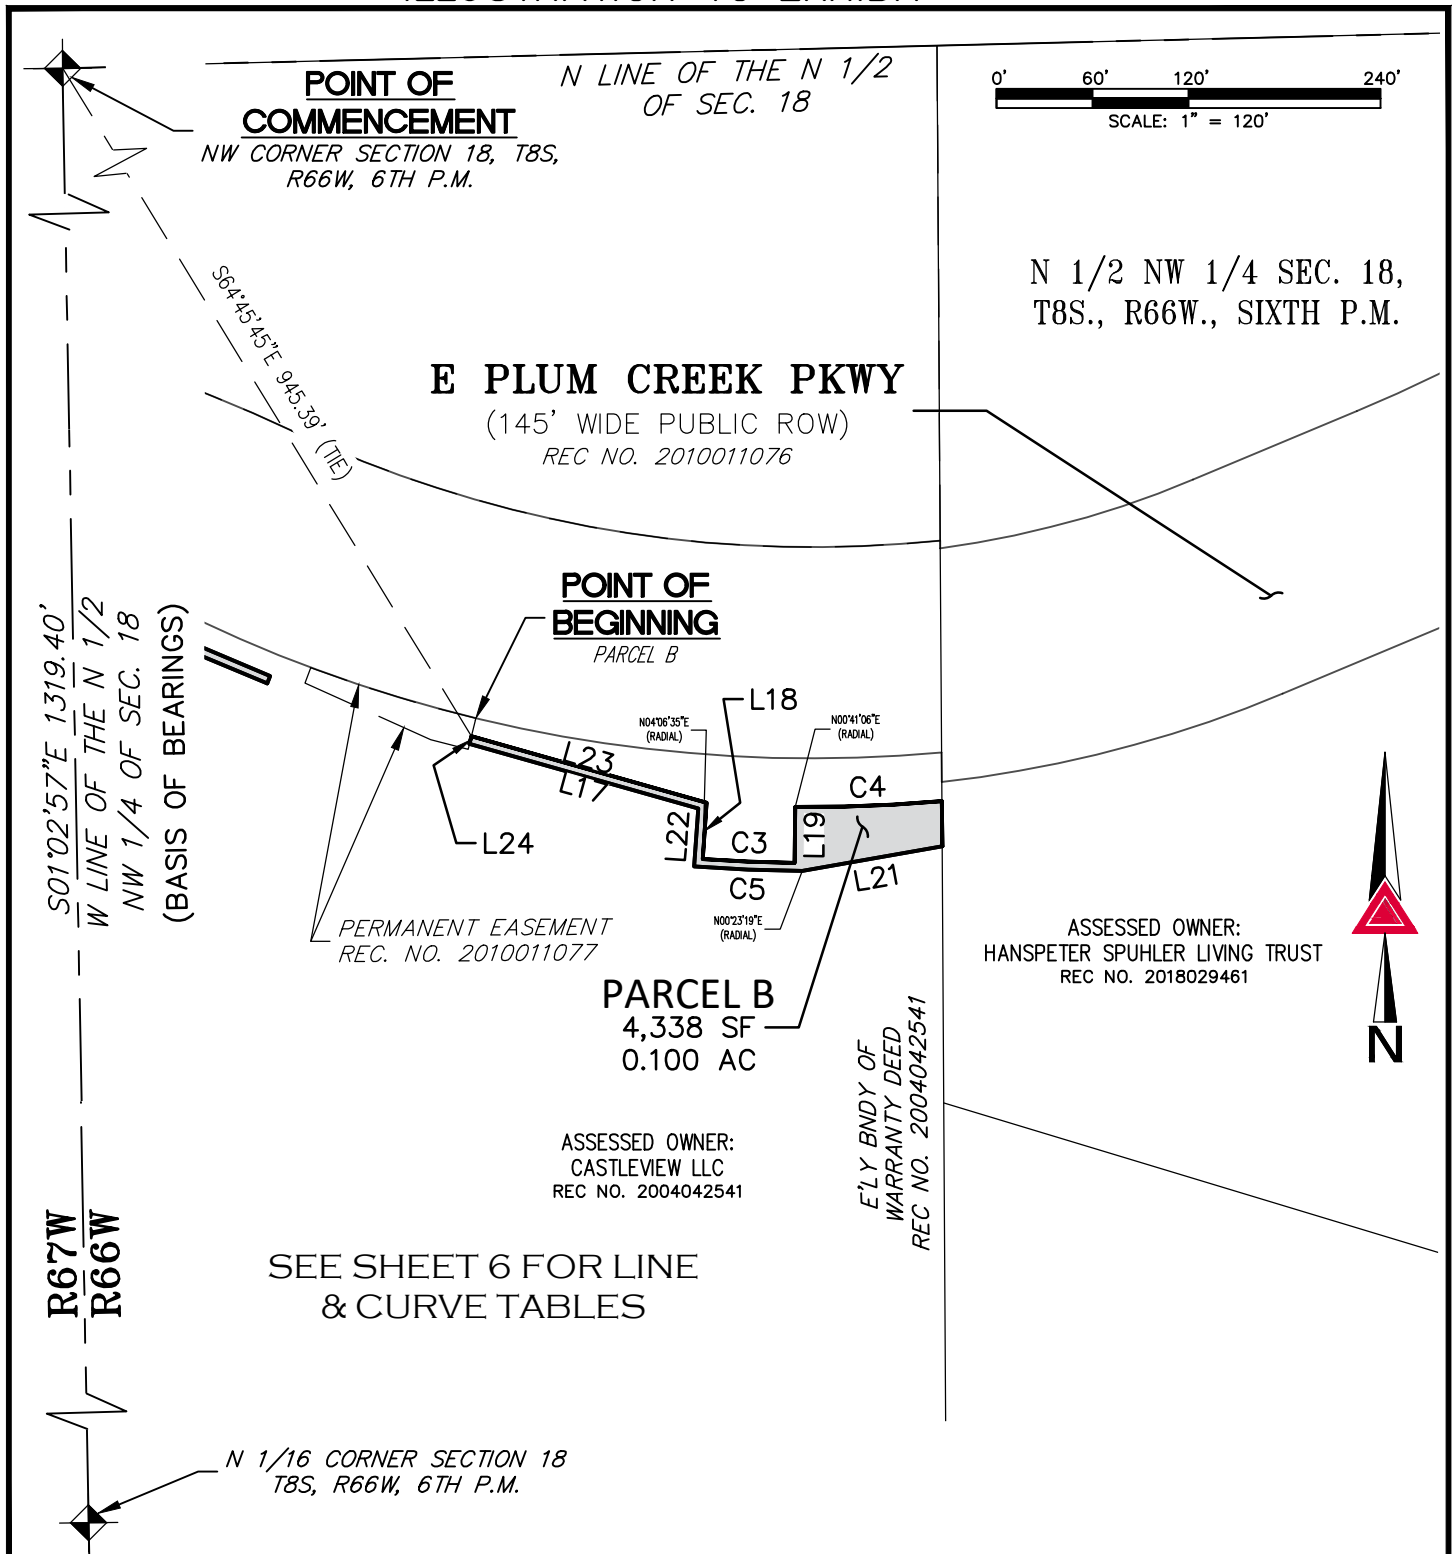 POINT OF
COMMENCEMENT
NW CORNER SECTION 18, T8S,
R66W, 6TH P.M.
N LINE OF THE N 1/2
OF SEC. 18
0' 60' 120' 240'
SCALE: 1" = 120'
N 1/2 NW 1/4 SEC. 18,
T8S., R66W., SIXTH P.M.
S64°45'45"E 945.39' (TIE)
E PLUM CREEK PKWY
(145' WIDE PUBLIC ROW)
REC NO. 2010011076
POINT OF
BEGINNING
PARCEL B
S01°02'57"E 1319.40'
W LINE OF THE N 1/2
NW 1/4 OF SEC. 18
(BASIS OF BEARINGS)
L18
N04°06'35"E
(RADIAL)
N00°41'06"E
(RADIAL)
L23
L17
L24
L22
C3
C5
L19
C4
L21
N00°23'19"E
(RADIAL)
PERMANENT EASEMENT
REC. NO. 2010011077
PARCEL B
4,338 SF
0.100 AC
ASSESSED OWNER:
HANSPETER SPUHLER LIVING TRUST
REC NO. 2018029461
N
E'LY BNDY OF
WARRANTY DEED
REC NO. 2004042541
ASSESSED OWNER:
CASTLEVIEW LLC
REC NO. 2004042541
R67W
R66W
SEE SHEET 6 FOR LINE
& CURVE TABLES
N 1/16 CORNER SECTION 18
T8S, R66W, 6TH P.M.